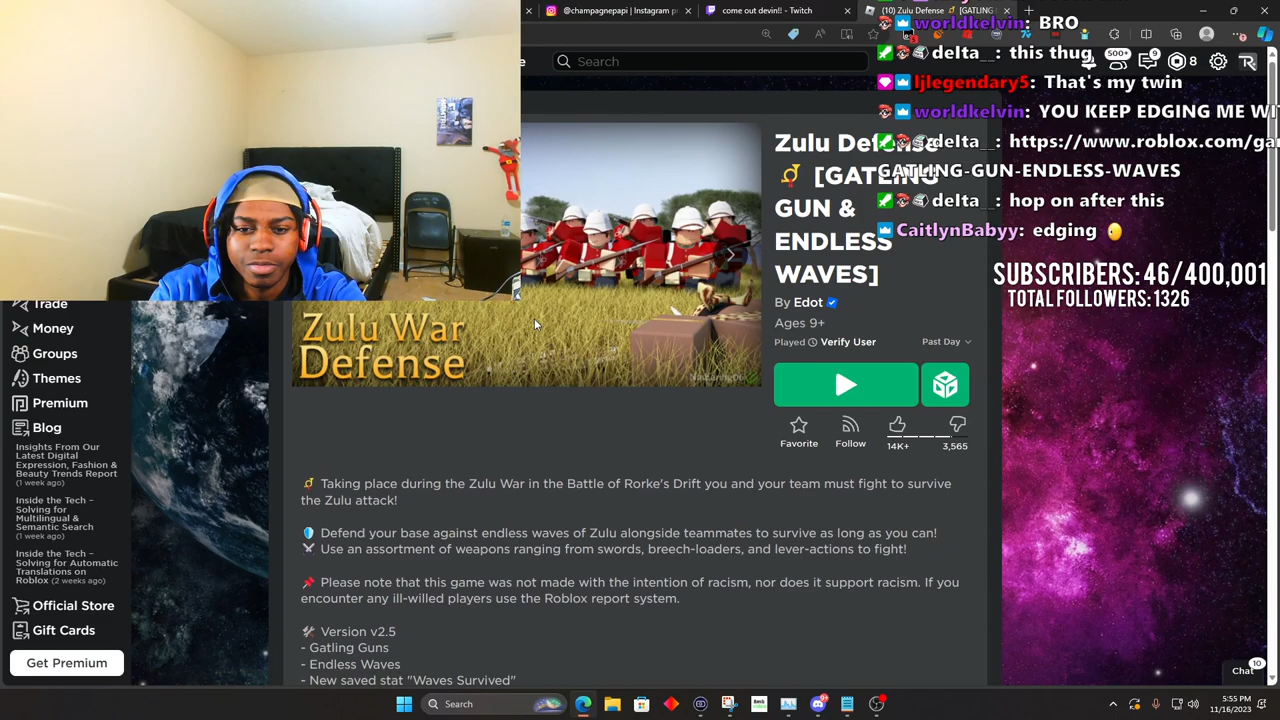 @champagnepapi | Instagram p
come out devin!! - Twitch
(10) Zulu Defense [GATLING
worldkelvin: BRO
delta__: this thug
ljlegendary5: That's my twin
worldkelvin: YOU KEEP EDGING ME WI
delta__: https://www.roblox.com/ga
GATLING-GUN-ENDLESS-WAVES
delta__: hop on after this
CaitlynBabyy: edging
SUBSCRIBERS: 46/400,001
TOTAL FOLLOWERS: 1326
Search
500+
9
8
Trade
Money
Groups
Themes
Premium
Blog
Insights From Our
Latest Digital
Expression, Fashion &
Beauty Trends Report
(1 week ago)
Inside the Tech –
Solving for
Multilingual &
Semantic Search
(1 week ago)
Inside the Tech –
Solving for Automatic
Translations on
Roblox (2 weeks ago)
Official Store
Gift Cards
Get Premium
Zulu War
Defense
Zulu Defense
[GATLING
GUN &
ENDLESS
WAVES]
By Edot
Ages 9+
Played Verify User
Past Day
Favorite
Follow
14K+
3,565
Taking place during the Zulu War in the Battle of Rorke's Drift you and your team must fight to survive
the Zulu attack!
Defend your base against endless waves of Zulu alongside teammates to survive as long as you can!
Use an assortment of weapons ranging from swords, breech-loaders, and lever-actions to fight!
Please note that this game was not made with the intention of racism, nor does it support racism. If you
encounter any ill-willed players use the Roblox report system.
Version v2.5
- Gatling Guns
- Endless Waves
- New saved stat "Waves Survived"
Chat
10
Search
5:55 PM
11/16/2023